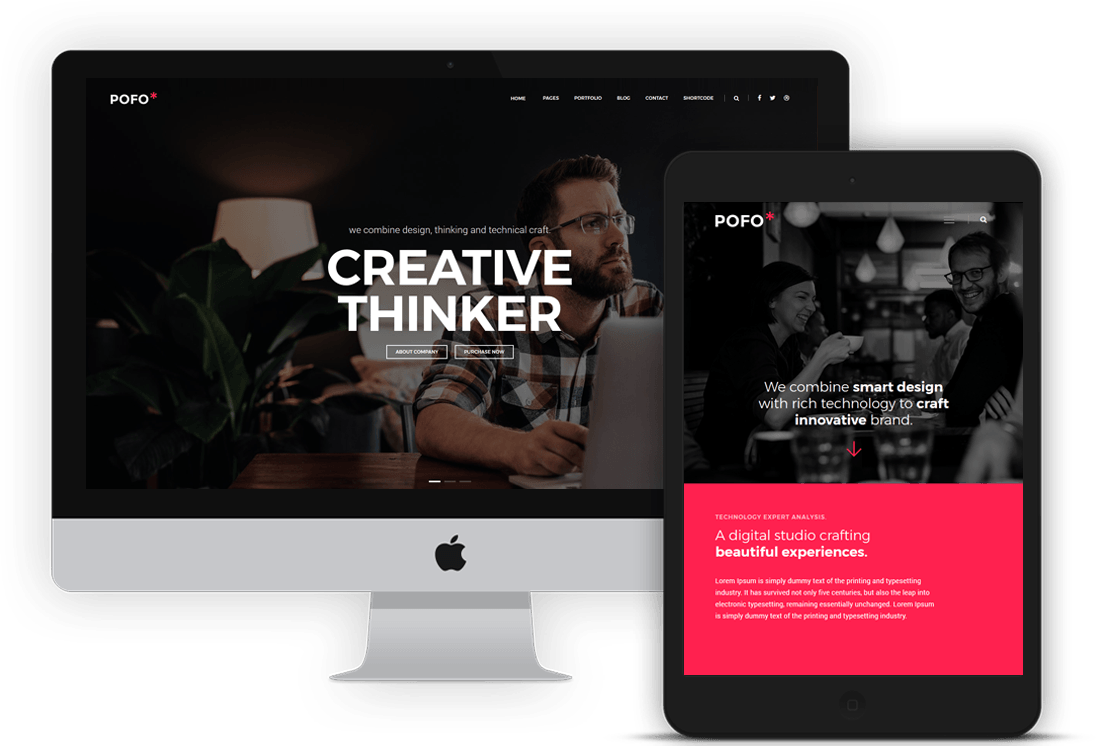 POFO*
HOME PAGES PORTFOLIO BLOG CONTACT SHORTCODE
we combine design, thinking and technical craft.
CREATIVE
THINKER
ABOUT COMPANY PURCHASE NOW
POFO*
We combine smart design
with rich technology to craft
innovative brand.
TECHNOLOGY EXPERT ANALYSIS.
A digital studio crafting
beautiful experiences.
Lorem Ipsum is simply dummy text of the printing and typesetting
industry. It has survived not only five centuries, but also the leap into
electronic typesetting, remaining essentially unchanged. Lorem Ipsum
is simply dummy text of the printing and typesetting industry.